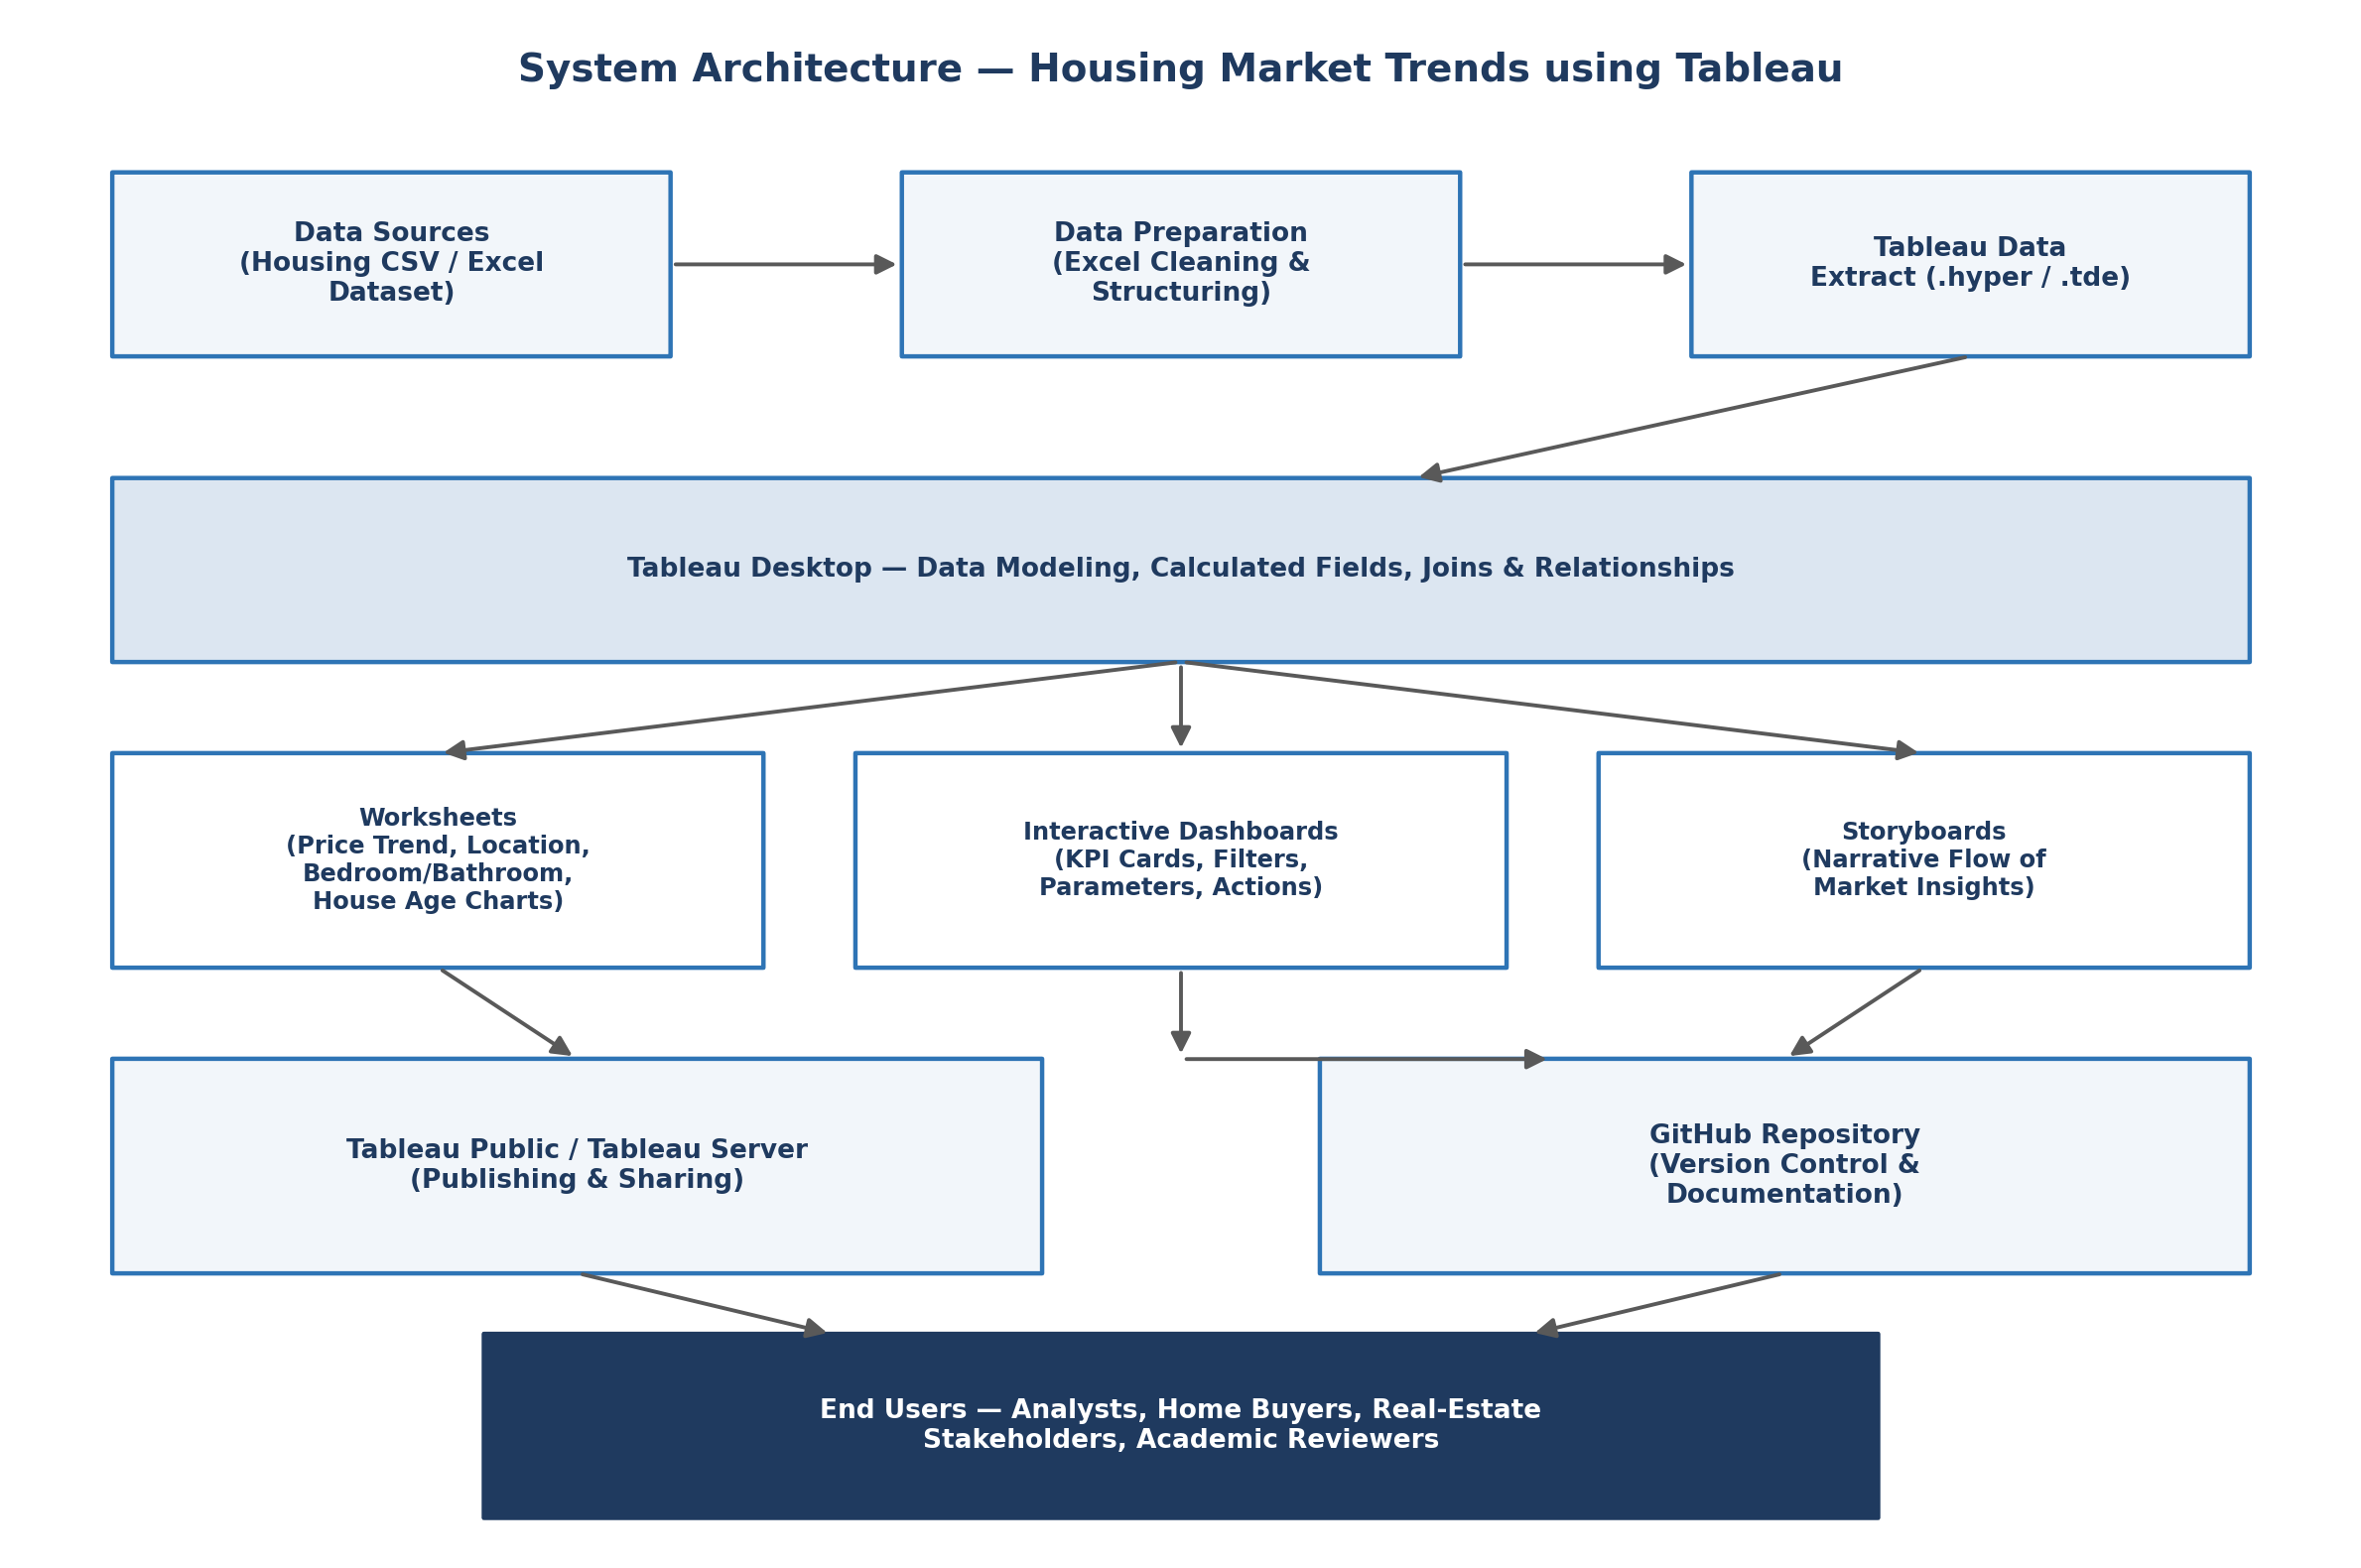 System Architecture — Housing Market Trends using Tableau
Data Sources
(Housing CSV / Excel
Dataset)
Data Preparation
(Excel Cleaning &
Structuring)
Tableau Data
Extract (.hyper / .tde)
Tableau Desktop — Data Modeling, Calculated Fields, Joins & Relationships
Worksheets
(Price Trend, Location,
Bedroom/Bathroom,
House Age Charts)
Interactive Dashboards
(KPI Cards, Filters,
Parameters, Actions)
Storyboards
(Narrative Flow of
Market Insights)
Tableau Public / Tableau Server
(Publishing & Sharing)
GitHub Repository
(Version Control &
Documentation)
End Users — Analysts, Home Buyers, Real-Estate
Stakeholders, Academic Reviewers